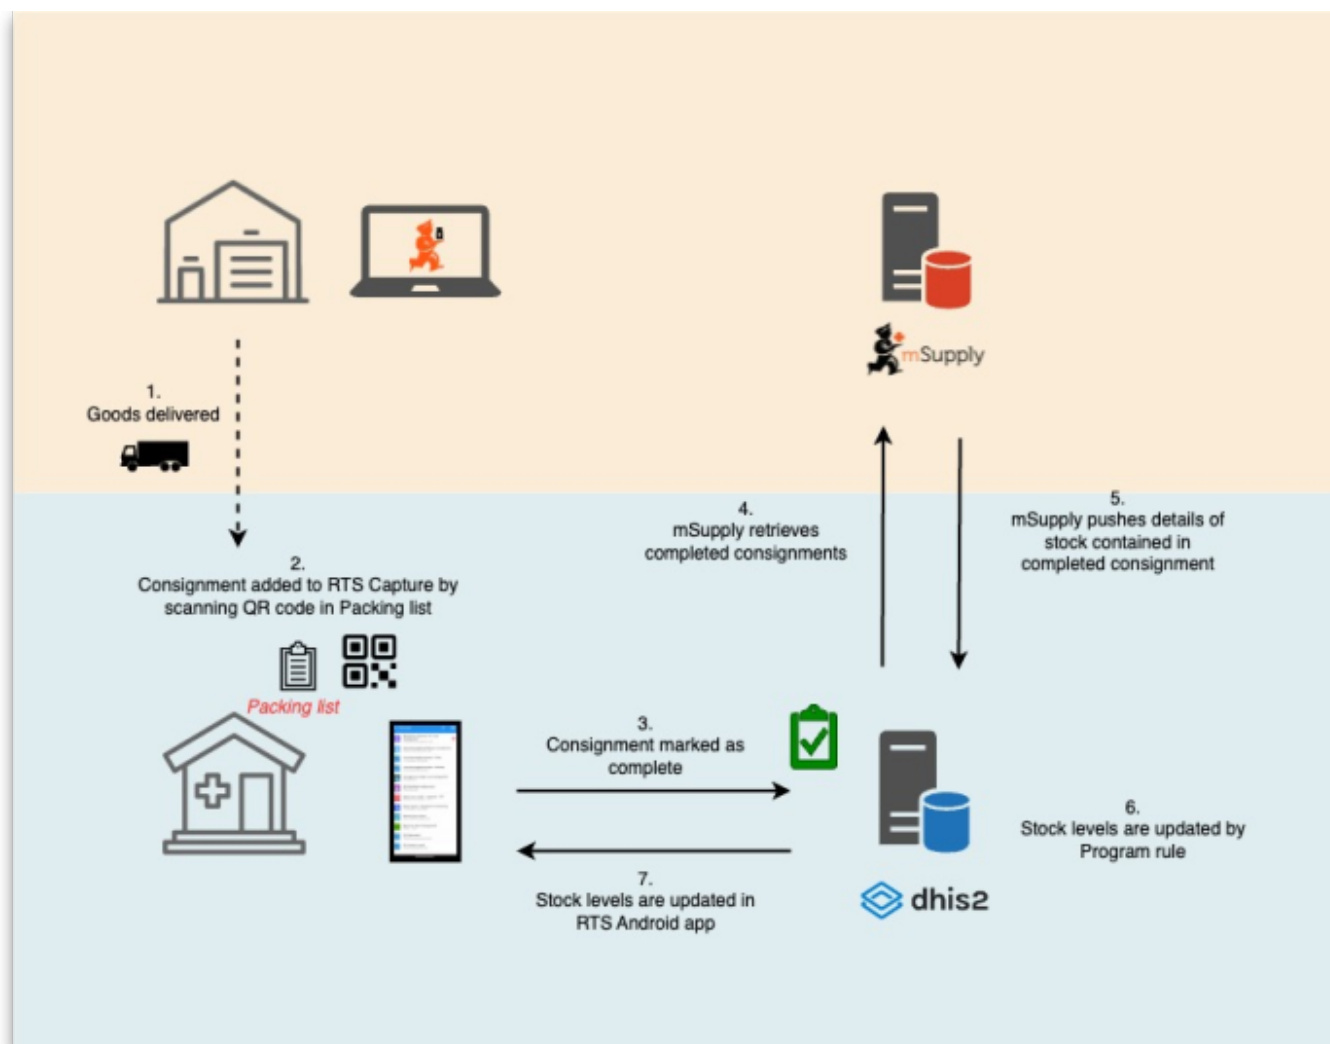 mSupply
1.
Goods delivered
4.
mSupply retrieves
completed consignments
5.
mSupply pushes details of
stock contained in
completed consignment
2.
Consignment added to RTS Capture by
scanning QR code in Packing list
Packing list
3.
Consignment marked as
complete
6.
Stock levels are updated by
Program rule
7.
Stock levels are updated in
RTS Android app
dhis2